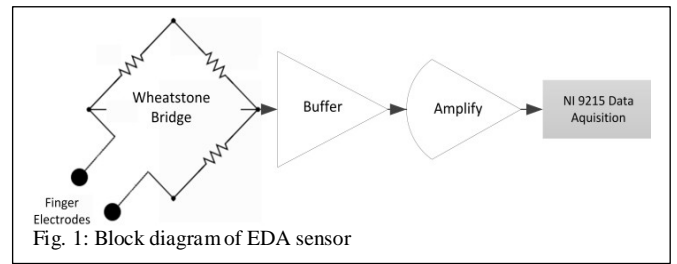 Wheatstone
Bridge
Buffer
Amplify
NI 9215 Data
Aquisition
Finger
Electrodes
Fig. 1: Block diagram of EDA sensor